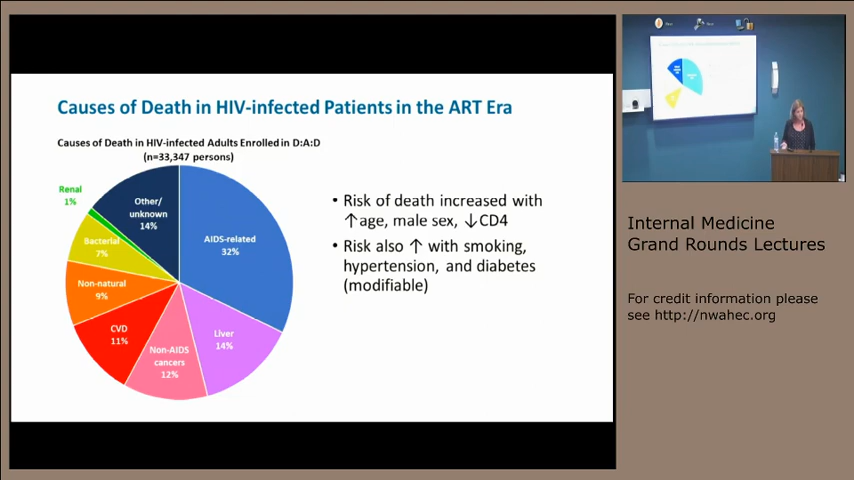 Causes of Death in HIV-infected Patients in the ART Era
Causes of Death in HIV-infected Adults Enrolled in D:A:D
(n=33,347 persons)
Renal
1%
Other/
unknown
14%
AIDS-related
32%
Bacterial
7%
Non-natural
9%
CVD
11%
Non-AIDS
cancers
12%
Liver
14%
• Risk of death increased with
↑age, male sex, ↓CD4
• Risk also ↑ with smoking,
hypertension, and diabetes
(modifiable)
Internal Medicine
Grand Rounds Lectures
For credit information please
see http://nwahec.org